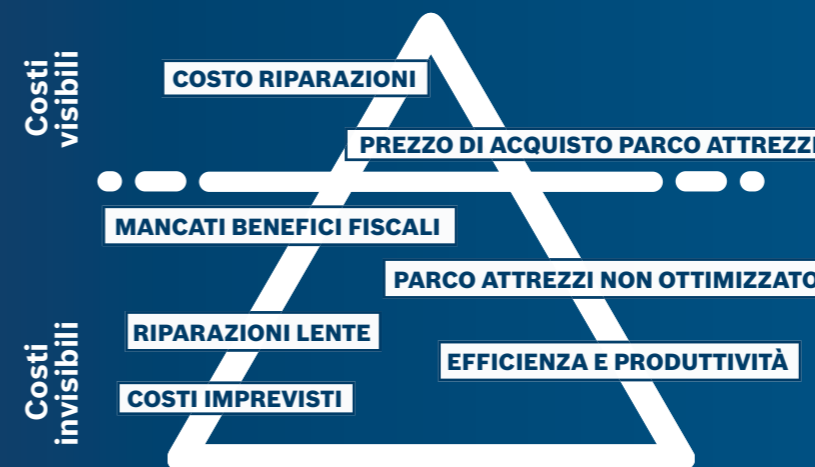 Costi
visibili
COSTO RIPARAZIONI
PREZZO DI ACQUISTO PARCO ATTREZZI
MANCATI BENEFICI FISCALI
PARCO ATTREZZI NON OTTIMIZZATO
Costi
invisibili
RIPARAZIONI LENTE
EFFICIENZA E PRODUTTIVITÀ
COSTI IMPREVISTI